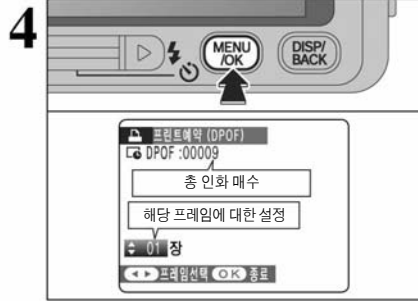 4
MENU
/OK
DISP/
BACK
프린트예약 (DPOF)
DPOF :00009
총 인화 매수
해당 프레임에 대한 설정
01 장
프레임선택 OK 종료